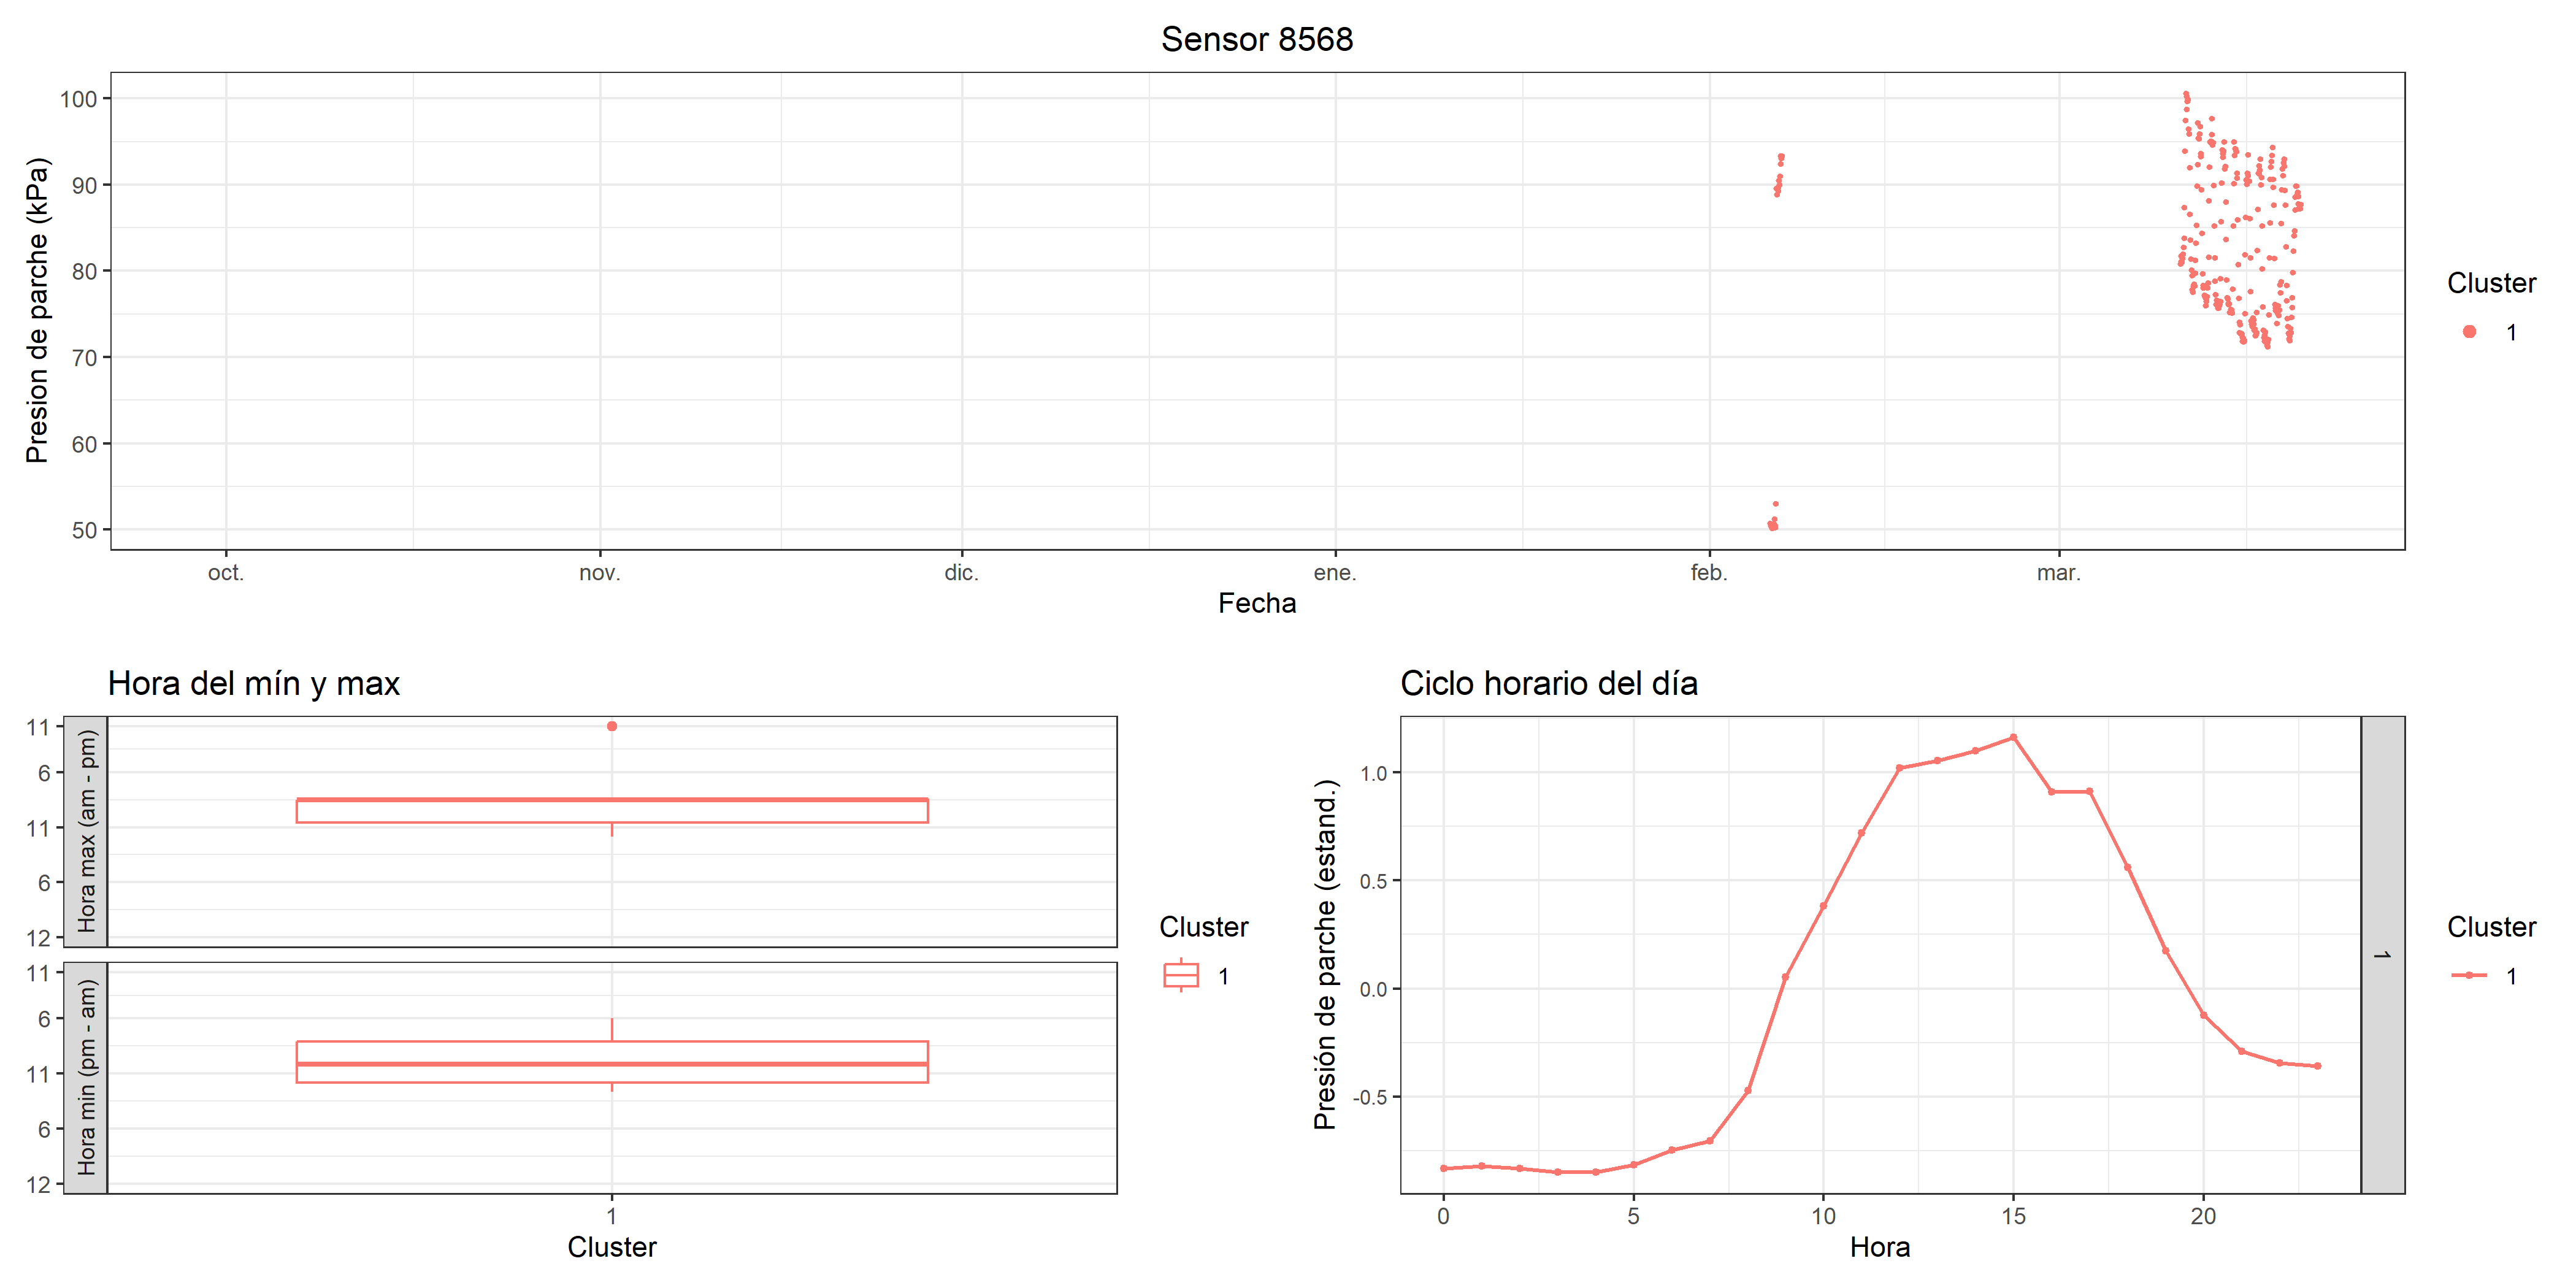 Sensor 8568
Presion de parche (kPa)
100
90
80
70
60
50
oct.
nov.
dic.
ene.
feb.
mar.
Fecha
Cluster
1
Hora del mín y max
Hora max (am - pm)
11
6
11
6
12
Hora min (pm - am)
11
6
11
6
12
1
Cluster
Cluster
1
Ciclo horario del día
Presión de parche (estand.)
1.0
0.5
0.0
-0.5
0
5
10
15
20
Hora
1
Cluster
1